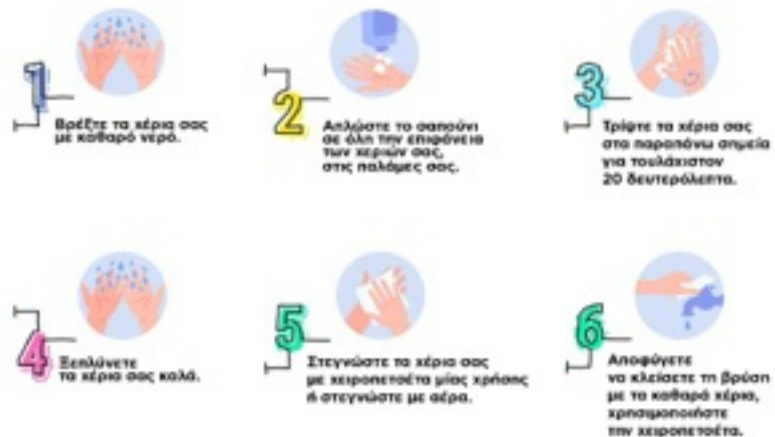 1
Βρέξτε τα χέρια σας
με καθαρό νερό.
2
Απλώστε το σαπούνι
σε όλη την επιφάνεια
των χεριών σας,
στις παλάμες σας.
3
Τρίψτε τα χέρια σας
στα παραπάνω σημεία
για τουλάχιστον
20 δευτερόλεπτα.
4
Ξεπλύνετε
τα χέρια σας καλά.
5
Στεγνώστε τα χέρια σας
με χειροπετσέτα μίας χρήσης
ή στεγνώστε με αέρα.
6
Αποφύγετε
να κλείσετε τη βρύση
με τα καθαρά χέρια,
χρησιμοποιήστε
την χειροπετσέτα.